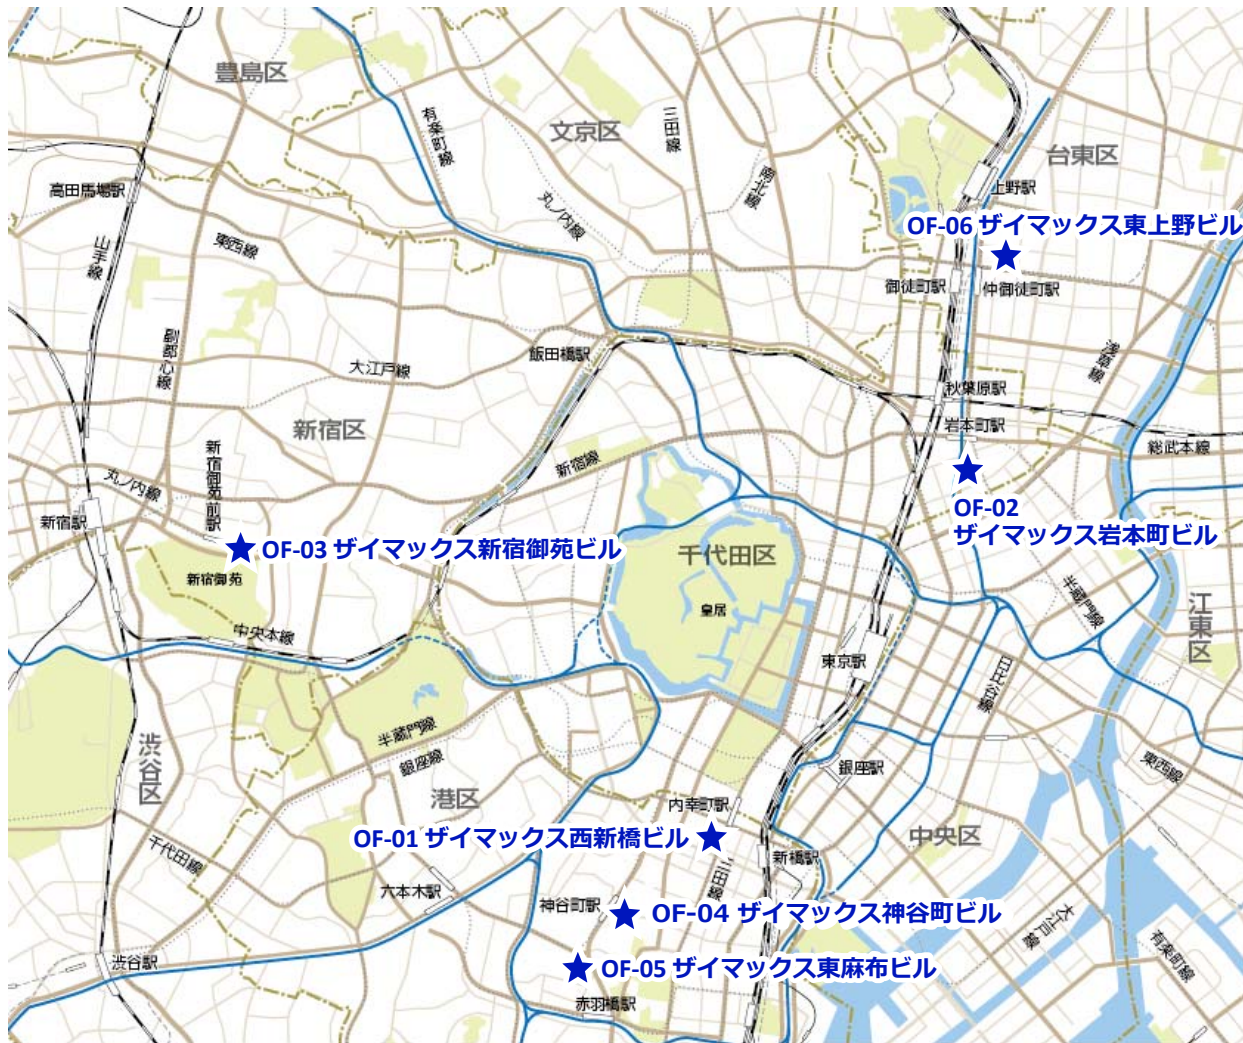 豊島区
有楽町線
文京区
三田線
南北線
台東区
上野駅
高田馬場駅
山手線
東西線
丸ノ内線
OF-06 ザイマックス東上野ビル
御徒町駅
仲御徒町駅
副都心線
大江戸線
飯田橋駅
浅草線
秋葉原駅
岩本町駅
総武本線
新宿区
新宿御苑前駅
新宿線
丸ノ内線
新宿駅
OF-02
ザイマックス岩本町ビル
OF-03 ザイマックス新宿御苑ビル
千代田区
新宿御苑
皇居
半蔵門線
江東区
中央本線
東京駅
日比谷線
渋谷区
半蔵門線
銀座線
銀座駅
東西線
港区
内幸町駅
OF-01 ザイマックス西新橋ビル
中央区
千代田線
新橋駅
三田線
六本木駅
神谷町駅
OF-04 ザイマックス神谷町ビル
大江戸線
有楽町線
渋谷駅
OF-05 ザイマックス東麻布ビル
赤羽橋駅